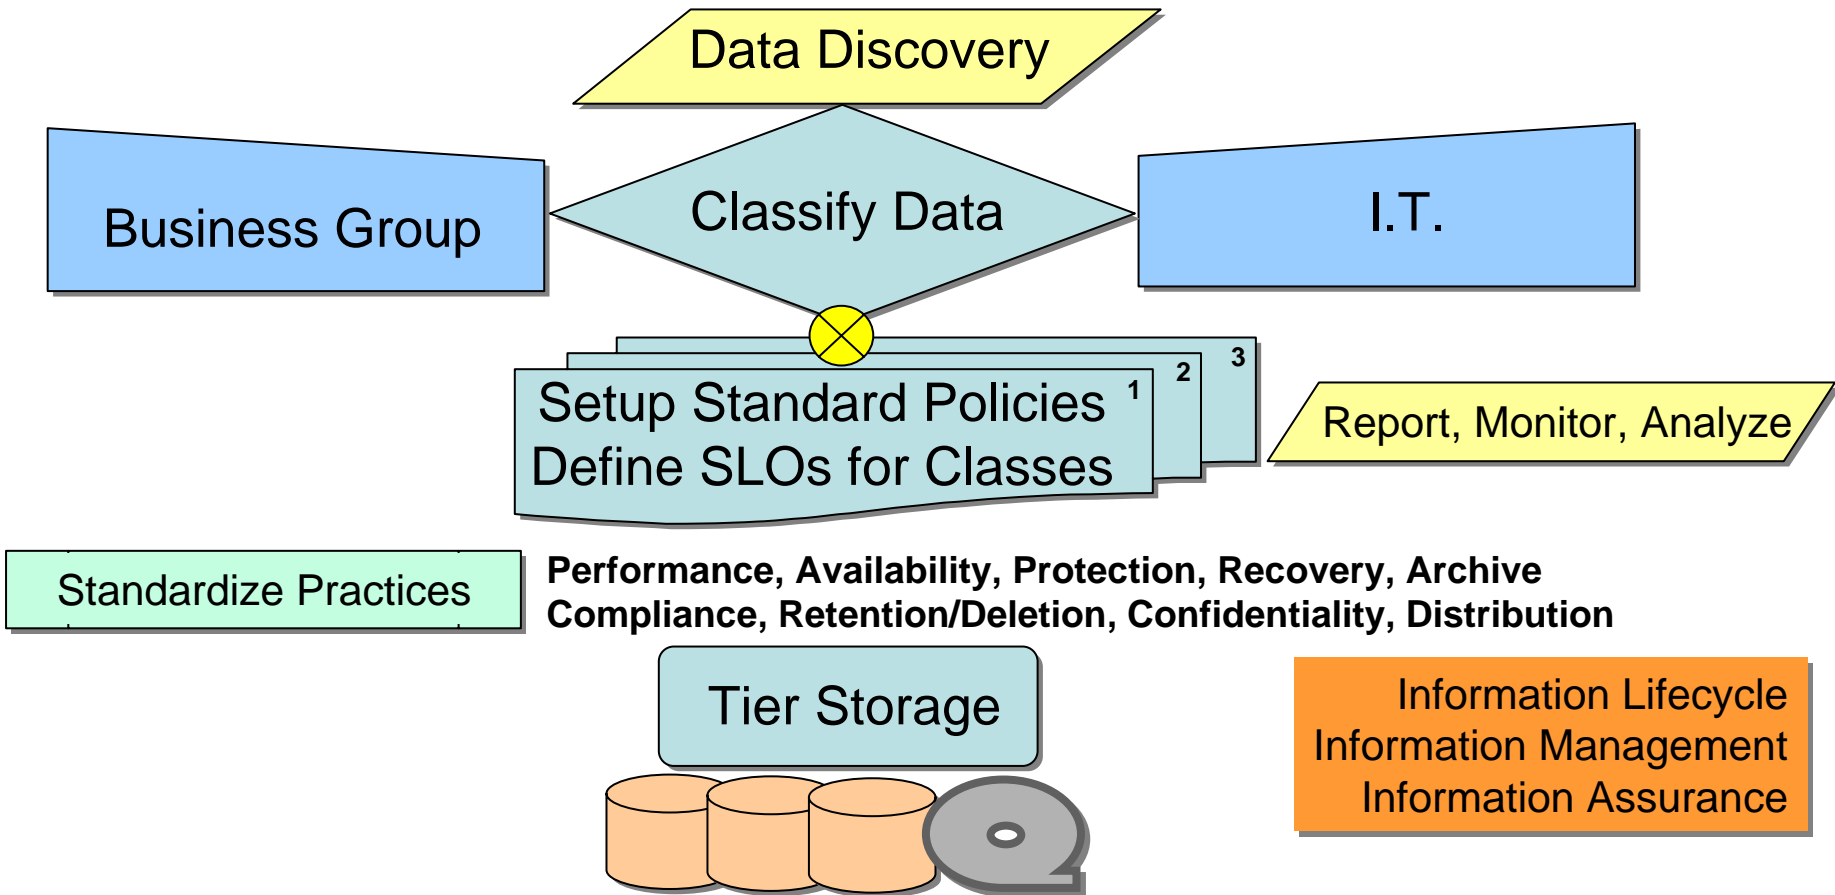 Data Discovery
Business Group
Classify Data
I.T.
3
2
1
Setup Standard Policies
Define SLOs for Classes
Report, Monitor, Analyze
Standardize Practices
Performance, Availability, Protection, Recovery, Archive
Compliance, Retention/Deletion, Confidentiality, Distribution
Tier Storage
Information Lifecycle
Information Management
Information Assurance